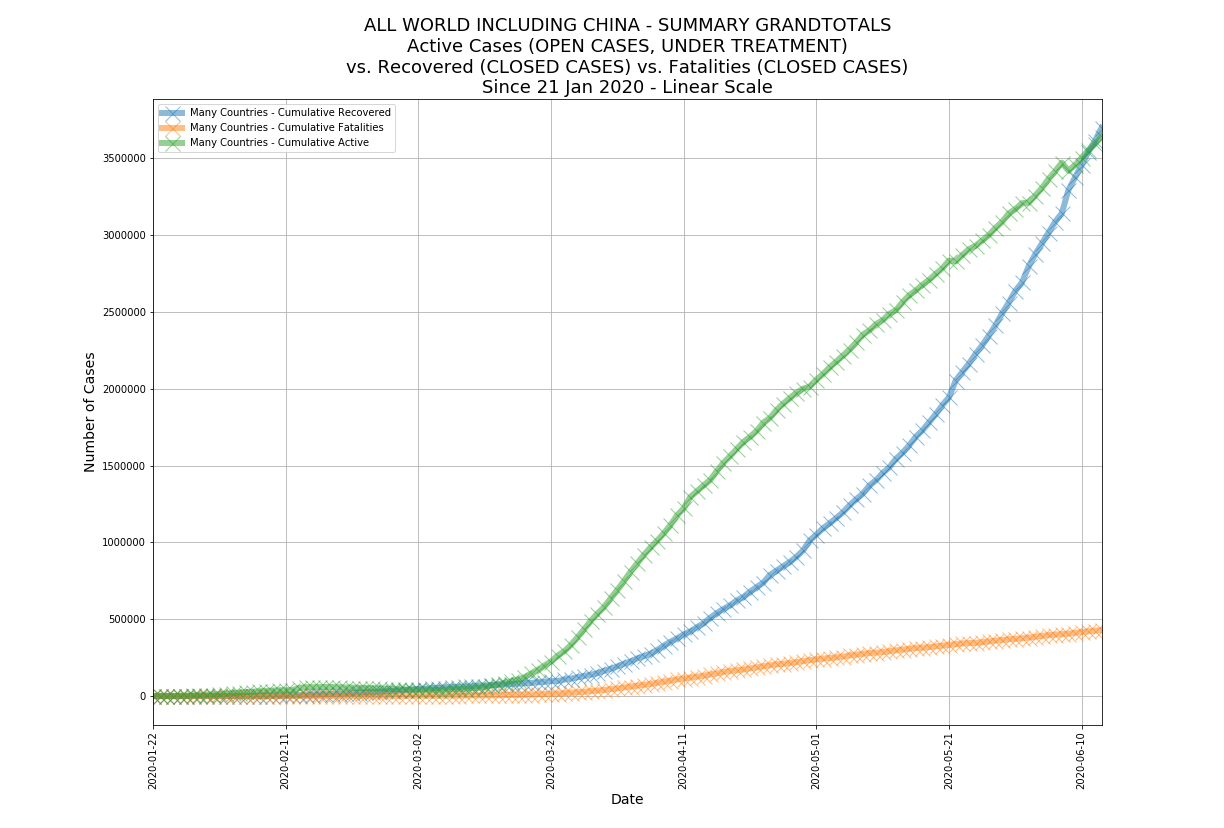 ALL WORLD INCLUDING CHINA - SUMMARY GRANDTOTALS
Active Cases (OPEN CASES, UNDER TREATMENT)
vs. Recovered (CLOSED CASES) vs. Fatalities (CLOSED CASES)
Since 21 Jan 2020 - Linear Scale
Many Countries - Cumulative Recovered
Many Countries - Cumulative Fatalities
Many Countries - Cumulative Active
Number of Cases
3500000
3000000
2500000
2000000
1500000
1000000
500000
0
2020-01-22
2020-02-11
2020-03-02
2020-03-22
2020-04-11
2020-05-01
2020-05-21
2020-06-10
Date